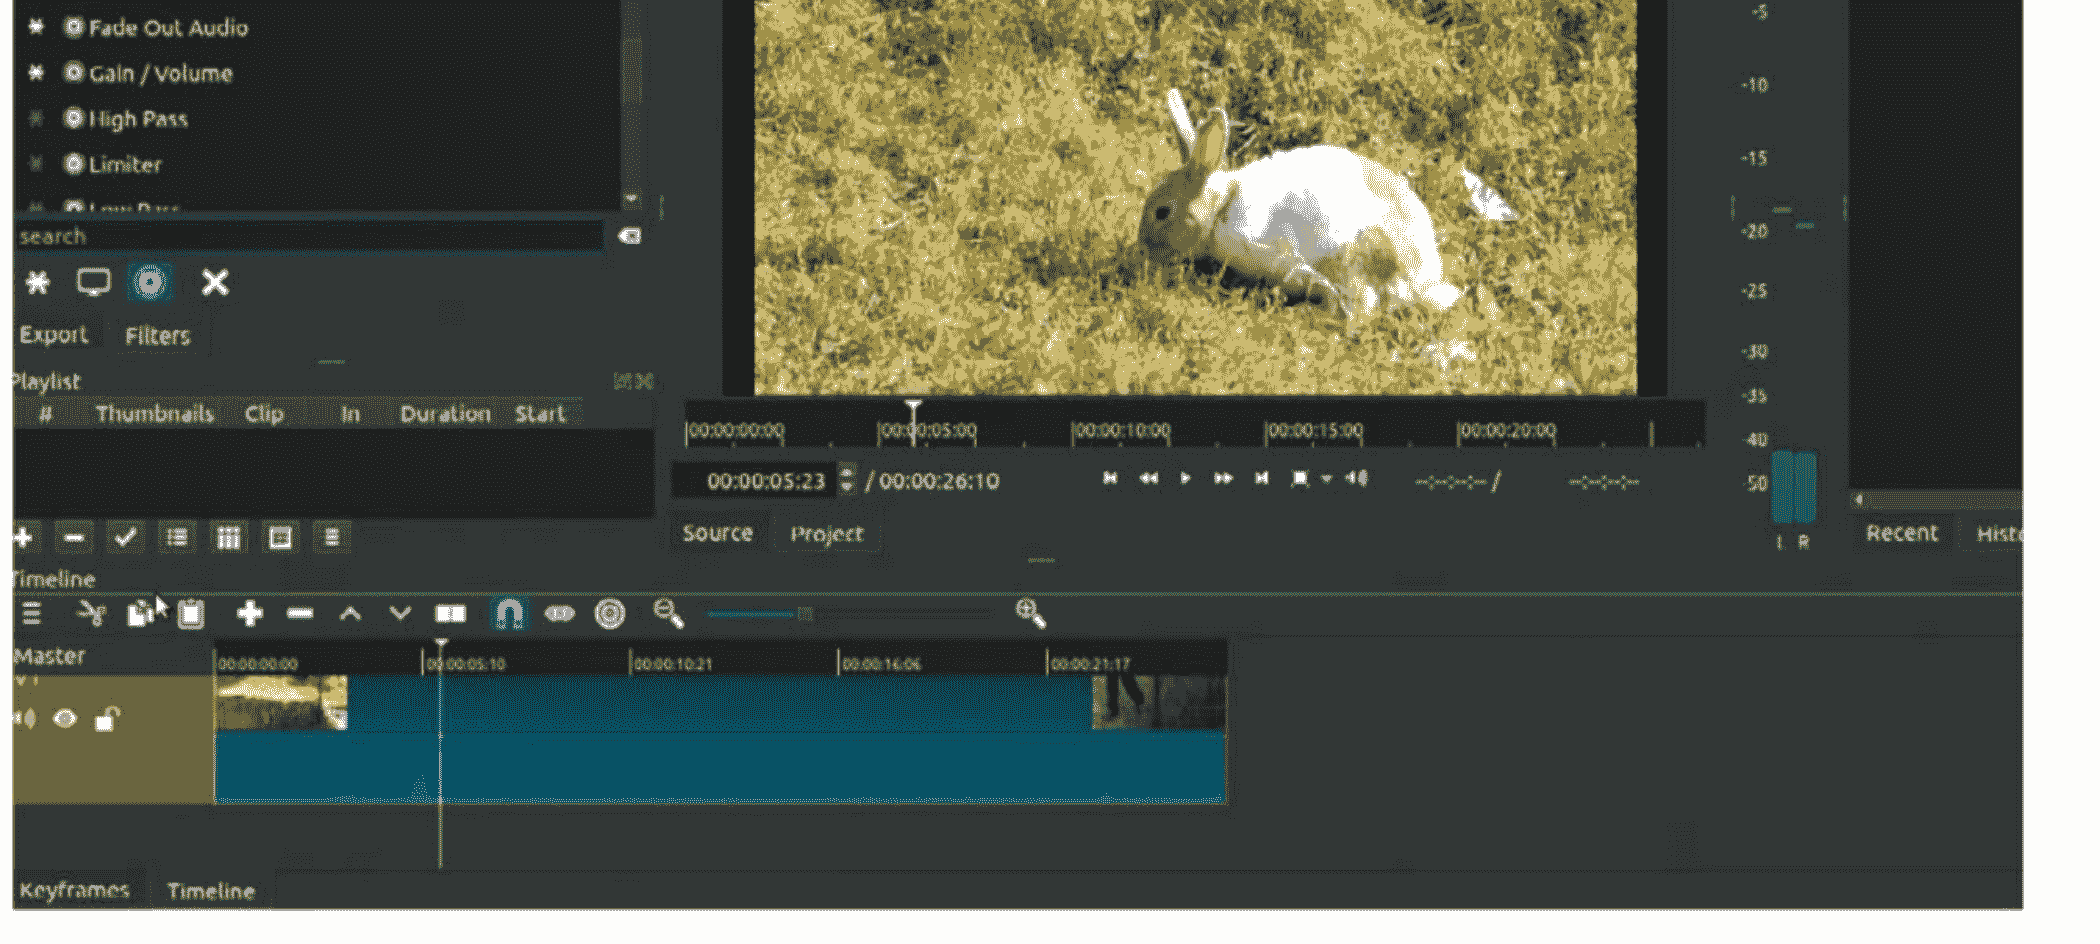 Fade Out Audio
Gain / Volume
High Pass
Limiter
Low Pass
search
Export Filters
Playlist
# Thumbnails Clip In Duration Start
-5
-10
-15
-20
-25
-30
-35
-40
-50
L R
00:00:00:00 00:00:05:00 00:00:10:00 00:00:15:00 00:00:20:00
00:00:05:23 / 00:00:26:10 --:--:--:-- / --:--:--:--
Source Project
Recent Histo
Timeline
Master
00:00:00:00 00:00:05:10 00:00:10:21 00:00:16:06 00:00:21:17
V1
Keyframes Timeline